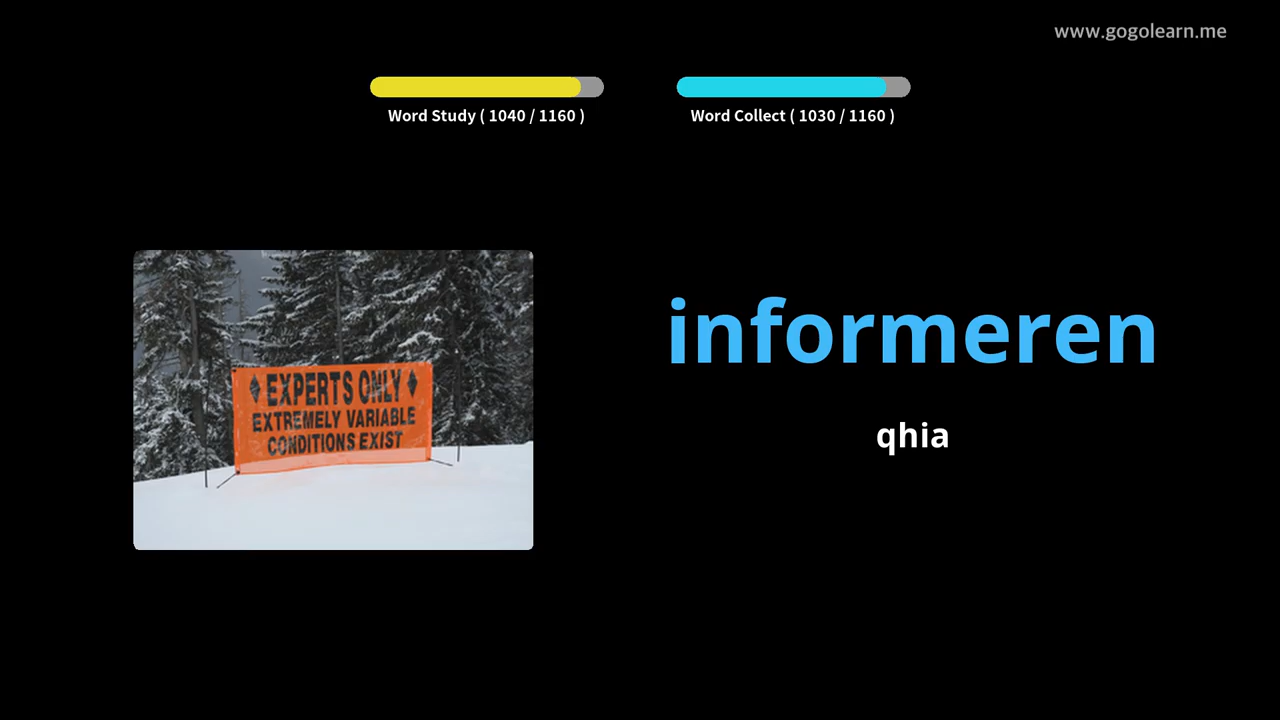 www.gogolearn.me
Word Study ( 1040 / 1160 )
Word Collect ( 1030 / 1160 )
EXPERTS ONLY
EXTREMELY VARIABLE
CONDITIONS EXIST
informeren
qhia